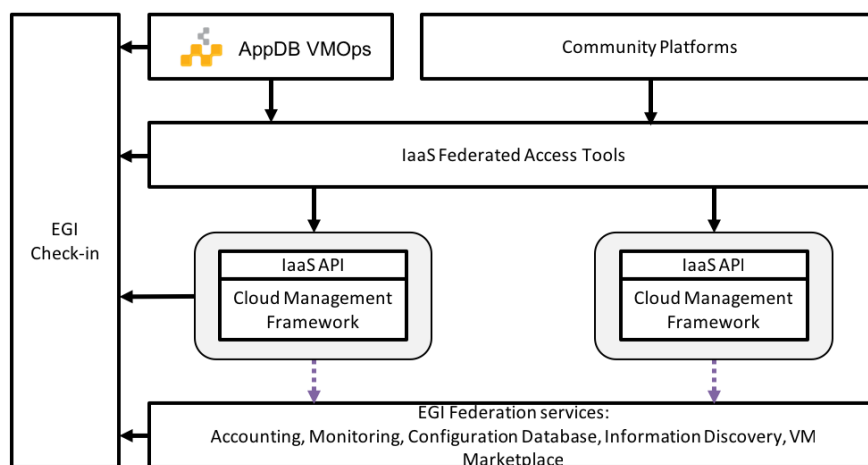 AppDB VMOps
Community Platforms
IaaS Federated Access Tools
EGI
Check-in
IaaS API
Cloud Management
Framework
IaaS API
Cloud Management
Framework
EGI Federation services:
Accounting, Monitoring, Configuration Database, Information Discovery, VM
Marketplace